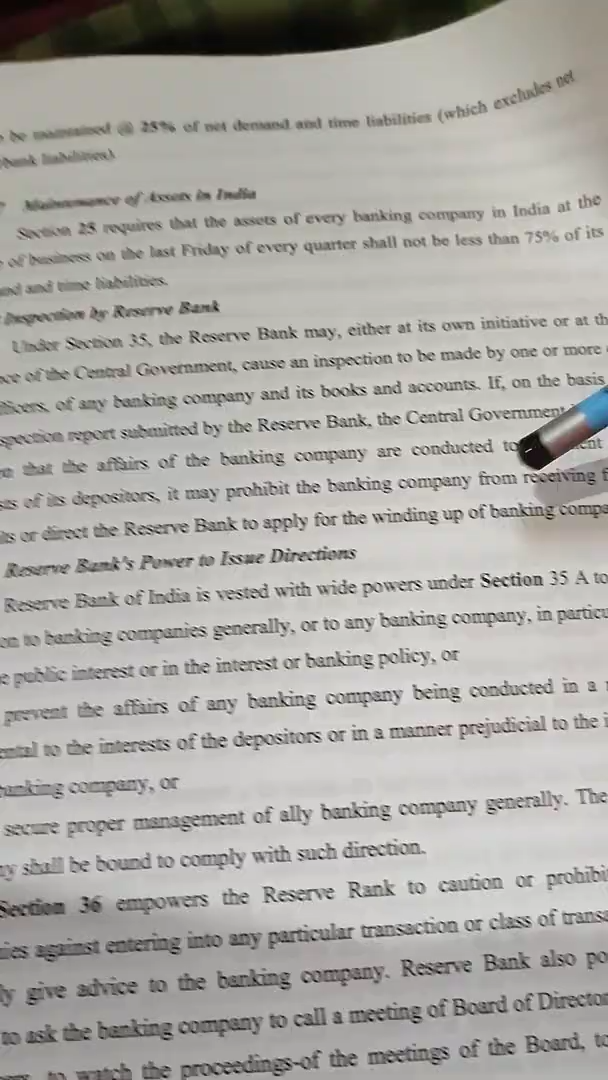 be maintained @ 25% of net demand and time liabilities (which excludes net
bank liabilities)
Maintenance of Assets in India
Section 25 requires that the assets of every banking company in India at the
of business on the last Friday of every quarter shall not be less than 75% of its
and time liabilities.
Inspection by Reserve Bank
Under Section 35, the Reserve Bank may, either at its own initiative or at
of the Central Government, cause an inspection to be made by one or more
of any banking company and its books and accounts. If, on the basis
report submitted by the Reserve Bank, the Central Government
that the affairs of the banking company are conducted to
of its depositors, it may prohibit the banking company from receiving
or direct the Reserve Bank to apply for the winding up of banking
Reserve Bank's Power to Issue Directions
Reserve Bank of India is vested with wide powers under Section 35 A to
to banking companies generally, or to any banking company, in
public interest or in the interest or banking policy, or
prevent the affairs of any banking company being conducted in a
to the interests of the depositors or in a manner prejudicial to the
banking company, or
secure proper management of ally banking company generally. The
shall be bound to comply with such direction.
Section 36 empowers the Reserve Rank to caution or
against entering into any particular transaction or class of
give advice to the banking company. Reserve Bank also
to ask the banking company to call a meeting of Board of
to watch the proceedings-of the meetings of the Board,